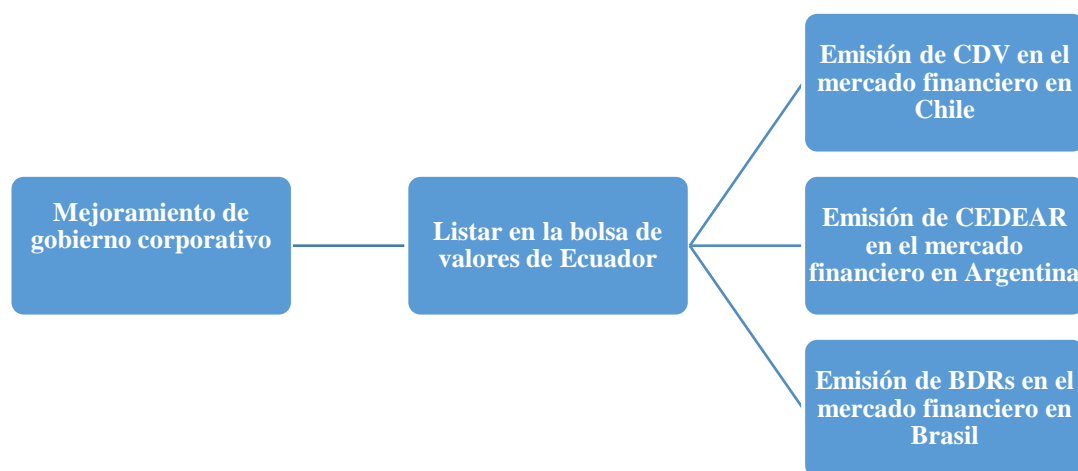 Mejoramiento de
gobierno corporativo
Listar en la bolsa de
valores de Ecuador
Emisión de CDV en el
mercado financiero en
Chile
Emisión de CEDEAR
en el mercado
financiero en Argentina
Emisión de BDRs en el
mercado financiero en
Brasil